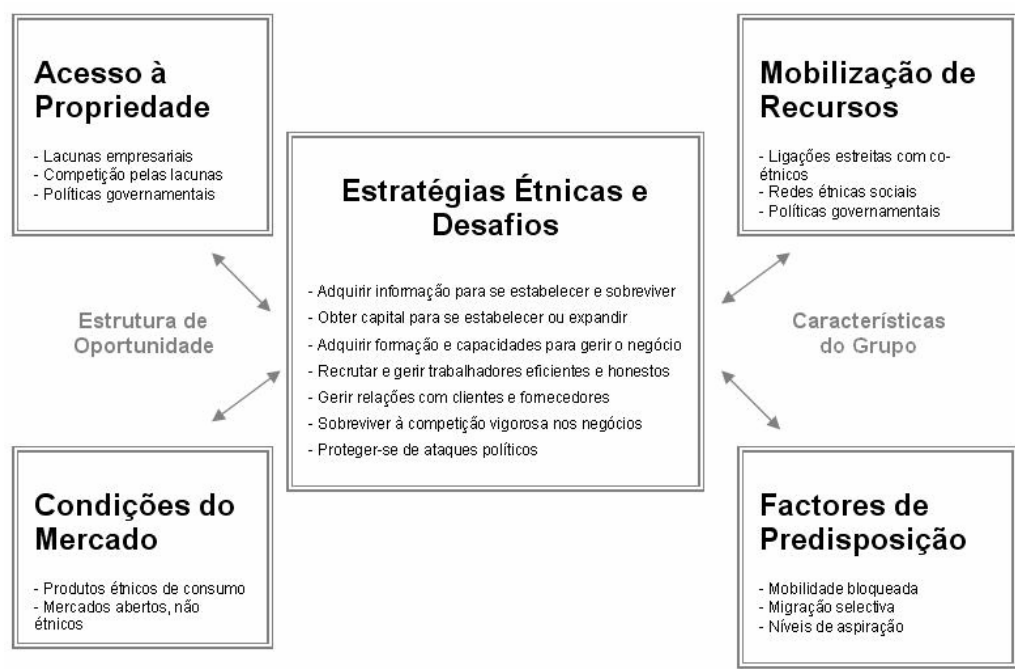 Acesso à
Propriedade
- Lacunas empresariais
- Competição pelas lacunas
- Políticas governamentais
Mobilização de
Recursos
- Ligações estreitas com co-
étnicos
- Redes étnicas sociais
- Políticas governamentais
Estratégias Étnicas e
Desafios
- Adquirir informação para se estabelecer e sobreviver
- Obter capital para se estabelecer ou expandir
- Adquirir formação e capacidades para gerir o negócio
- Recrutar e gerir trabalhadores eficientes e honestos
- Gerir relações com clientes e fornecedores
- Sobreviver à competição vigorosa nos negócios
- Proteger-se de ataques políticos
Estrutura de
Oportunidade
Características
do Grupo
Condições do
Mercado
- Produtos étnicos de consumo
- Mercados abertos, não
étnicos
Factores de
Predisposição
- Mobilidade bloqueada
- Migração selectiva
- Níveis de aspiração